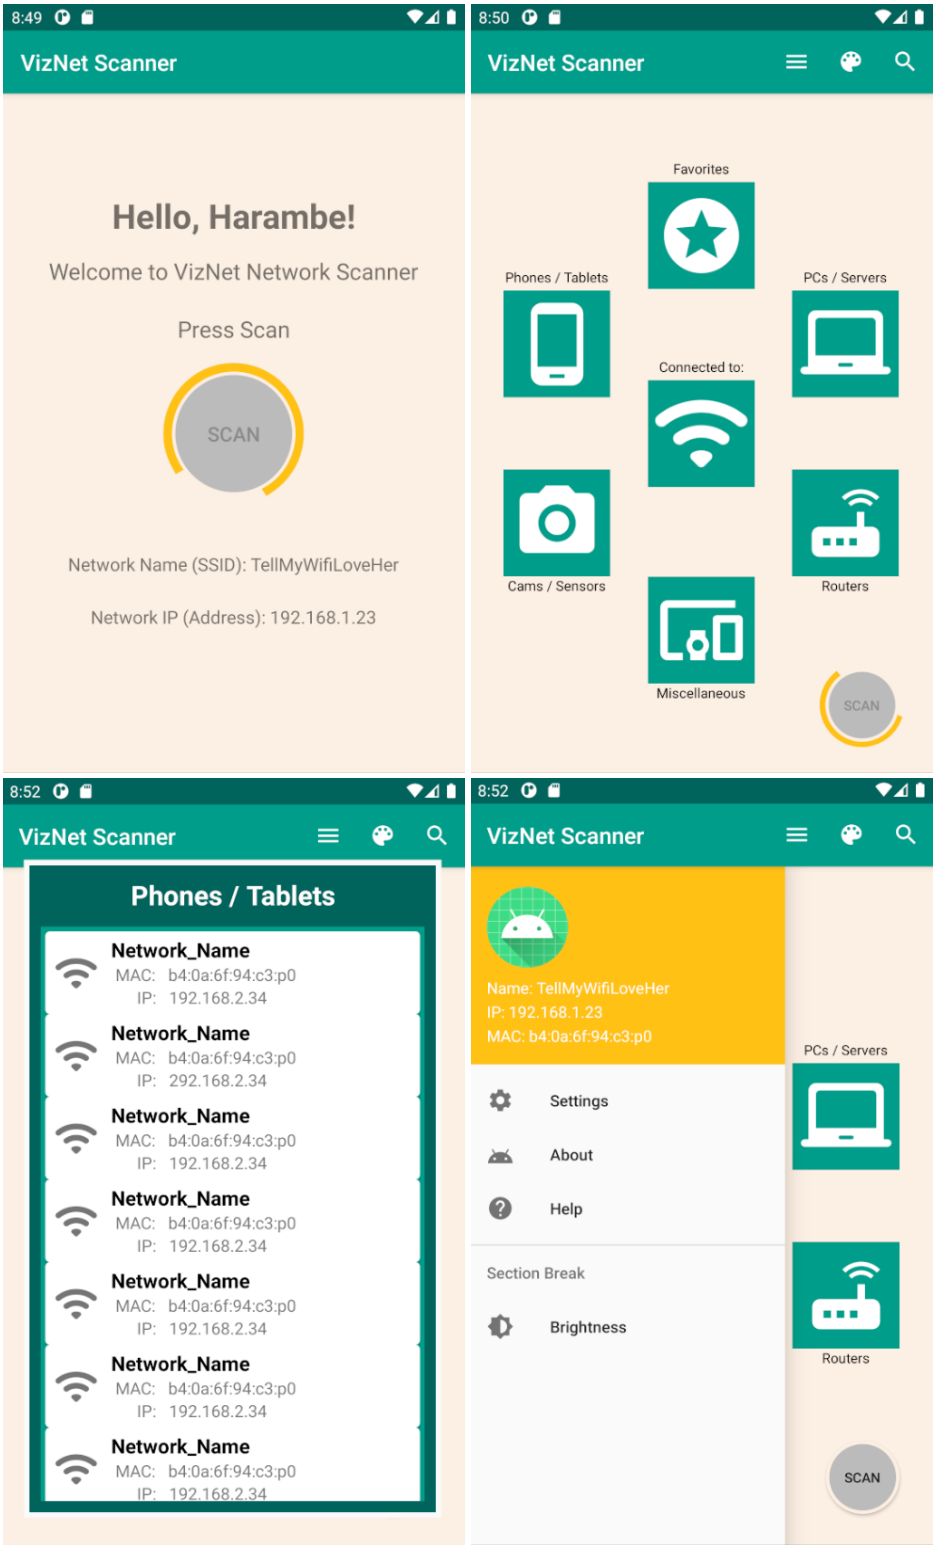 8:49
VizNet Scanner
Hello, Harambe!
Welcome to VizNet Network Scanner
Press Scan
SCAN
Network Name (SSID): TellMyWifiLoveHer
Network IP (Address): 192.168.1.23
8:50
VizNet Scanner
Favorites
Phones / Tablets
PCs / Servers
Connected to:
Cams / Sensors
Routers
Miscellaneous
SCAN
8:52
VizNet Scanner
Phones / Tablets
Network_Name
MAC: b4:0a:6f:94:c3:p0
IP: 192.168.2.34
Network_Name
MAC: b4:0a:6f:94:c3:p0
IP: 292.168.2.34
Network_Name
MAC: b4:0a:6f:94:c3:p0
IP: 192.168.2.34
Network_Name
MAC: b4:0a:6f:94:c3:p0
IP: 192.168.2.34
Network_Name
MAC: b4:0a:6f:94:c3:p0
IP: 192.168.2.34
Network_Name
MAC: b4:0a:6f:94:c3:p0
IP: 192.168.2.34
Network_Name
MAC: b4:0a:6f:94:c3:p0
IP: 192.168.2.34
8:52
VizNet Scanner
Name: TellMyWifiLoveHer
IP: 192.168.1.23
MAC: b4:0a:6f:94:c3:p0
PCs / Servers
Settings
About
Help
Section Break
Brightness
Routers
SCAN